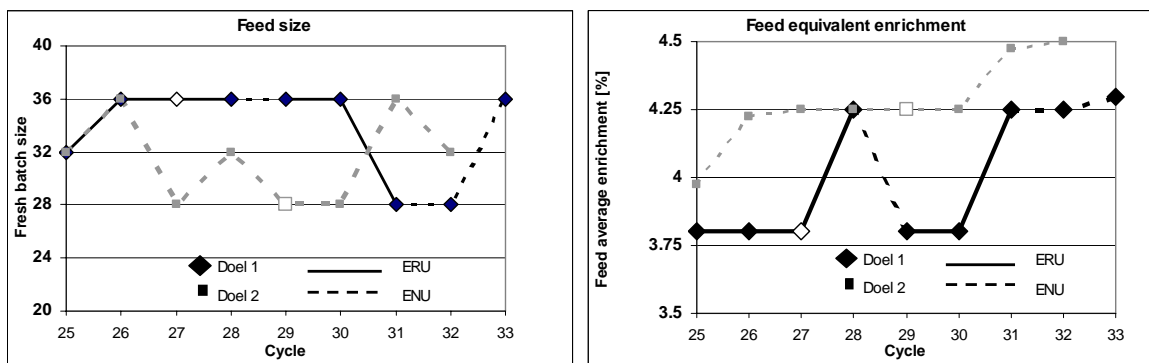 Feed size
Fresh batch size
40
36
32
28
24
20
25 26 27 28 29 30 31 32 33
Cycle
Doel 1
ERU
Doel 2
ENU
Feed equivalent enrichment
Feed average enrichment [%]
4.5
4.25
4
3.75
3.5
25 26 27 28 29 30 31 32 33
Cycle
Doel 1
ERU
Doel 2
ENU